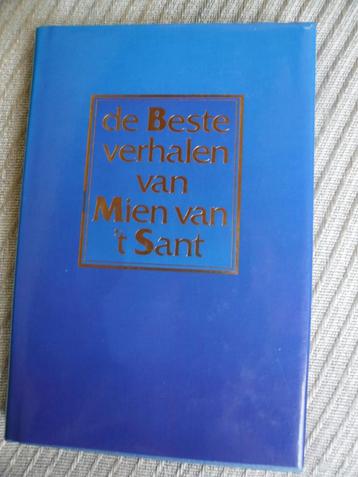 de Beste
verhalen
van
Mien van
't Sant